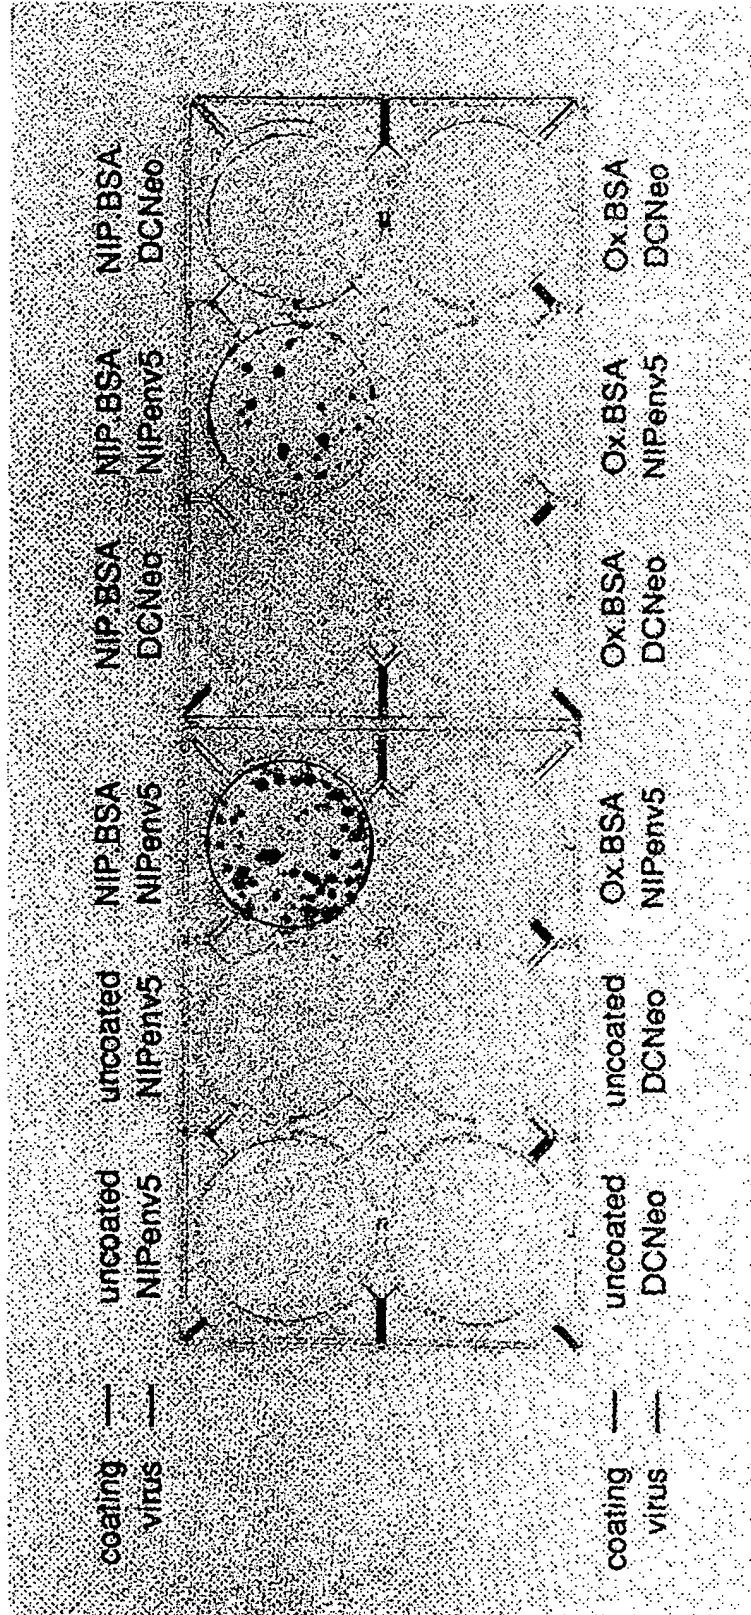 coating — uncoated uncoated NIP.BSA NIP.BSA NIP.BSA NIP.BSA
virus — NIPenv5 NIPenv5 NIPenv5 DCNeo NIPenv5 DCNeo
coating — uncoated uncoated Ox.BSA Ox.BSA Ox.BSA Ox.BSA
virus — DCNeo DCNeo NIPenv5 DCNeo NIPenv5 DCNeo